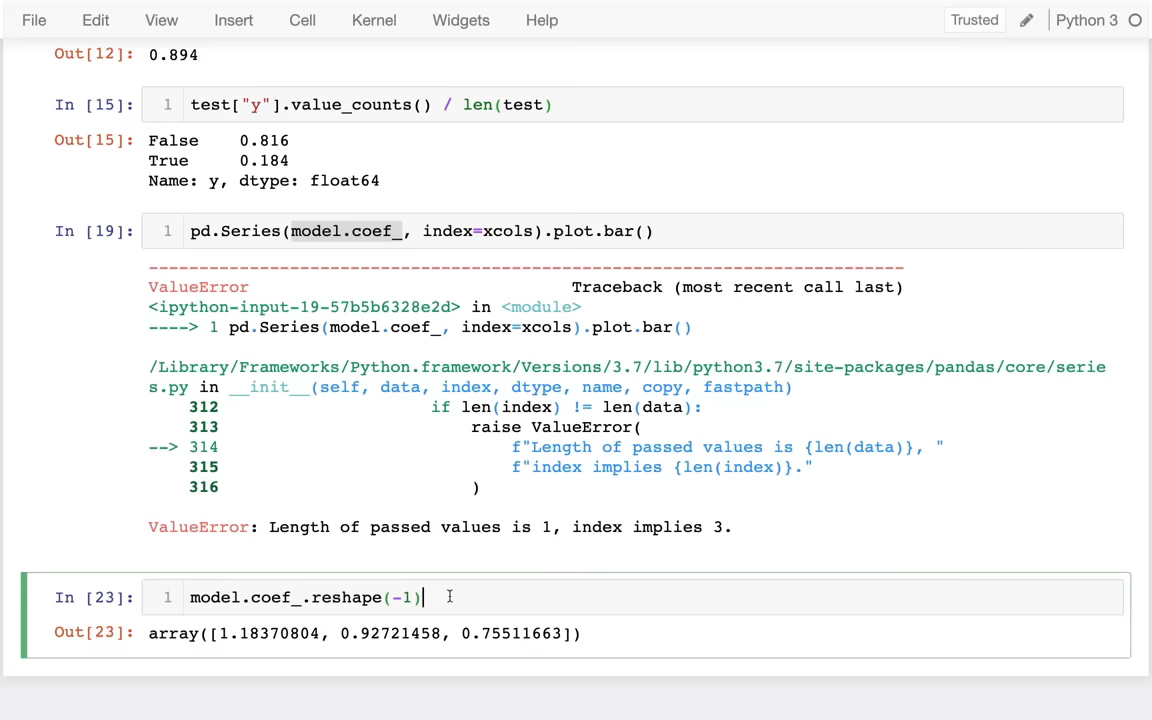 File Edit View Insert Cell Kernel Widgets Help Trusted Python 3
Out[12]: 0.894
In [15]: 1 test["y"].value_counts() / len(test)
Out[15]: False 0.816
True 0.184
Name: y, dtype: float64
In [19]: 1 pd.Series(model.coef_, index=xcols).plot.bar()
---------------------------------------------------------------------------
ValueError Traceback (most recent call last)
<ipython-input-19-57b5b6328e2d> in <module>
----> 1 pd.Series(model.coef_, index=xcols).plot.bar()
/Library/Frameworks/Python.framework/Versions/3.7/lib/python3.7/site-packages/pandas/core/serie
s.py in __init__(self, data, index, dtype, name, copy, fastpath)
312 if len(index) != len(data):
313 raise ValueError(
--> 314 f"Length of passed values is {len(data)}, "
315 f"index implies {len(index)}."
316 )
ValueError: Length of passed values is 1, index implies 3.
In [23]: 1 model.coef_.reshape(-1)
Out[23]: array([1.18370804, 0.92721458, 0.75511663])